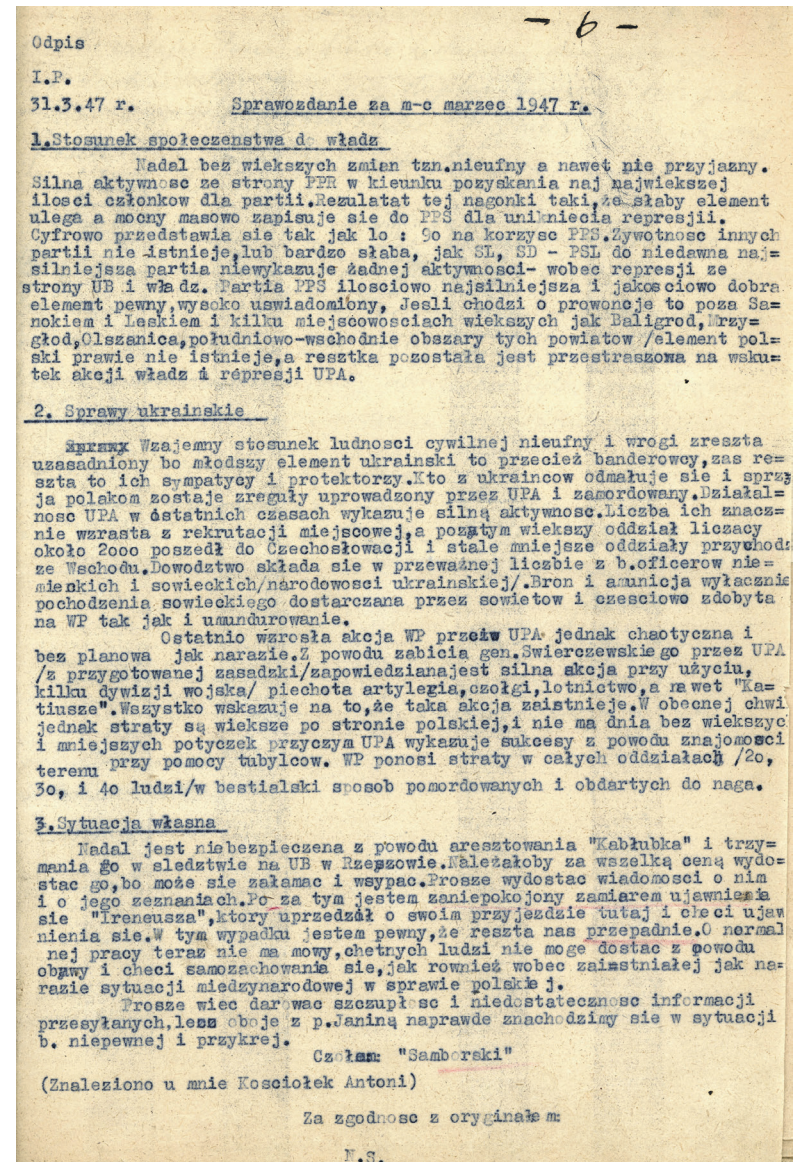 - 6 -
Odpis
I.P.
31.3.47 r. Sprawozdanie za m-c marzec 1947 r.
1.Stosunek społeczenstwa do władz
Nadal bez wiekszych zmian tzn.nieufny a nawet nie przyjazny.
Silna aktywnosc ze strony PPR w kieunku pozyskania naj największej
ilosci członkow dla partii.Rezulatat tej nagonki taki,że słaby element
ulega a mocny masowo zapisuje sie do PPS dla unikniecia represjii.
Cyfrowo przedstawia sie tak jak lo : 9o na korzysc PPS.Zywotnosc innych
partii nie istnieje,lub bardzo słaba, jak SL, SD - PSL do niedawna naj=
silniejsza partia niewykazuje żadnej aktywnosci- wobec represji ze
strony UB i władz. Partia PPS ilosciowo najsilniejsza i jakosciowo dobra
element pewny,wysoko uswiadomibny, Jesli chodzi o prowoncje to poza Sa=
nokiem i Leskiem i kilku miejscowosciach wiekszych jak Baligrod,Mrzy=
głod,Olszanica,południowo-wschodnie obszary tych powiatow /element pol=
ski prawie nie istnieje,a resztka pozostała jest przestraszona na wsku=
tek akcji władz i represji UPA.
2. Sprawy ukrainskie
Sprawy Wzajemny stosunek ludnosci cywilnej nieufny i wrogi zreszta
uzasadniony bo młodszy element ukrainski to przecież banderowcy,zas re=
szta to ich sympatycy i protektorzy.Kto z ukraincow odmałuje sie i sprzy
ja polakom zostaje zreguły uprowadzony przez UPA i zamordowany.Działal=
nosc UPA w ostatnich czasach wykazuje silną aktywnosc.Liczba ich znacz=
nie wzrasta z rekrutacji miejscowej,a pozatym wiekszy oddział liczacy
około 2ooo poszedł do Czechosłowacji i stale mniejsze oddziały przychodz
ze Wschodu.Dowodztwo składa sie w przeważnej liczbie z b.oficerow nie=
mieckich i sowieckich/narodowosci ukrainskiej/.Bron i amunicja wyłacznie
pochodzenia sowieckiego dostarczana przez sowietow i czesciowo zdobyta
na WP tak jak i umundurowanie.
Ostatnio wzrosła akcja WP przeiw UPA jednak chaotyczna i
bez planowa jak narazie.Z powodu zabicia gen.Swierczewskiego przez UPA
/z przygotowanej zasadzki/zapowiedzianajest silna akcja przy użyciu,
kilku dywizji wojska/ piechota artylegia,czołgi,lotnictwo,a nawet "Ka=
tiusze".Wszystko wskazuje na to,że taka akcja zaistnieje.W obecnej chwi
jednak straty są wieksze po stronie polskiej,i nie ma dnia bez wiekszyc
i mniejszych potyczek przyczym UPA wykazuje sukcesy z powodu znajomosci
terenu przy pomocy tubylcow. WP ponosi straty w całych oddziałach /2o,
3o, i 4o ludzi/w bestialski sposob pomordowanych i obdartych do naga.
3.Sytuacja własna
Nadal jest niebezpieczena z powodu aresztowania "Kabłubka" i trzy=
mania go w sledztwie na UB w Rzeszowie.Należałoby za wszelką ceną wydo=
stac go,bo może sie załamac i wsypac.Prosze wydostac wiadomosci o nim
i o jego zeznaniach.Po za tym jestem zaniepokojony zamiarem ujawnienia
sie "Ireneusza",ktory uprzedzał o swoim przyjezdzie tutaj i checi ujaw
nienia sie.W tym wypadku jestem pewny,że reszta nas przepadnie.O normal
nej pracy teraz nie ma mowy,chetnych ludzi nie moge dostac z powodu
obawy i checi samozachowania sie,jak rownież wobec zaistniałej jak na=
razie sytuacji miedzynarodowej w sprawie polskie j.
Prosze wiec darowac szczupłosc i niedostatecznosc informacji
przesyłanych,lecz oboje z p.Janiną naprawde znachodzimy sie w sytuacji
b. niepewnej i przykrej.
Czołam: "Samborski"
(Znaleziono u mnie Kosciołek Antoni)
Za zgodnosc z oryginałem:
N.S.